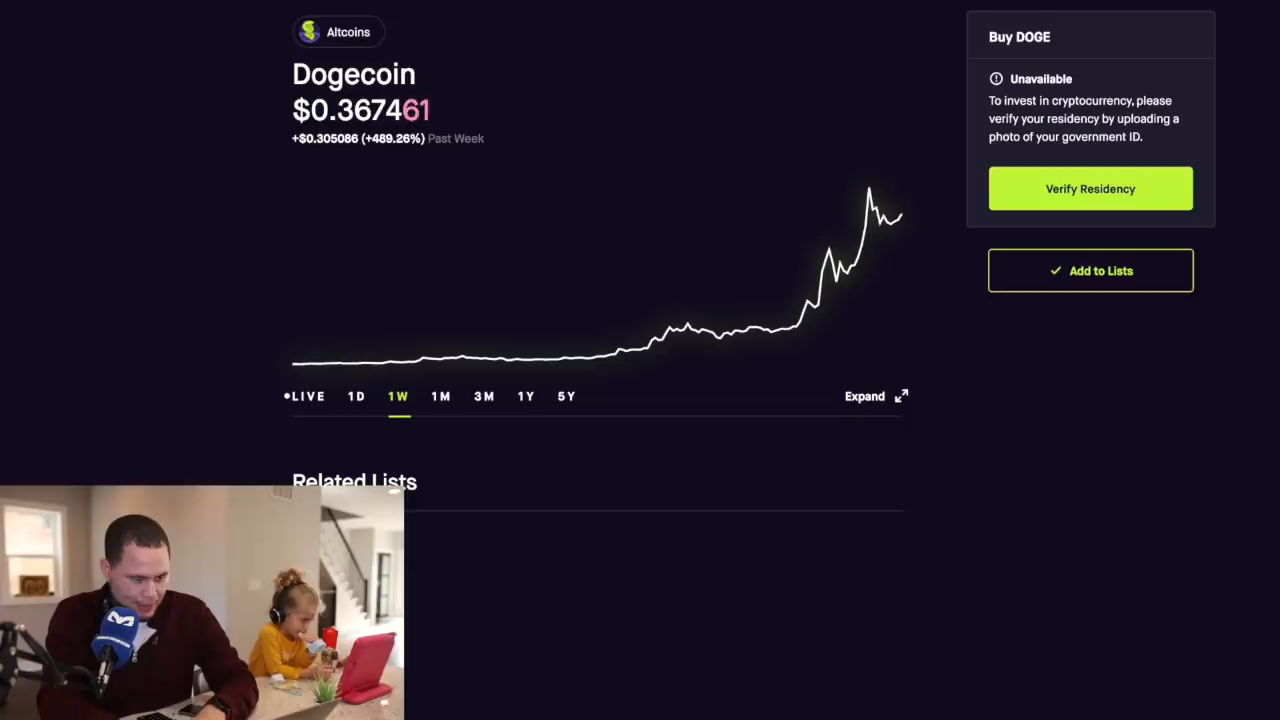 Altcoins
Dogecoin
$0.367461
+$0.305086 (+489.26%) Past Week
LIVE 1D 1W 1M 3M 1Y 5Y
Expand
Related Lists
Buy DOGE
Unavailable
To invest in cryptocurrency, please
verify your residency by uploading a
photo of your government ID.
Verify Residency
Add to Lists